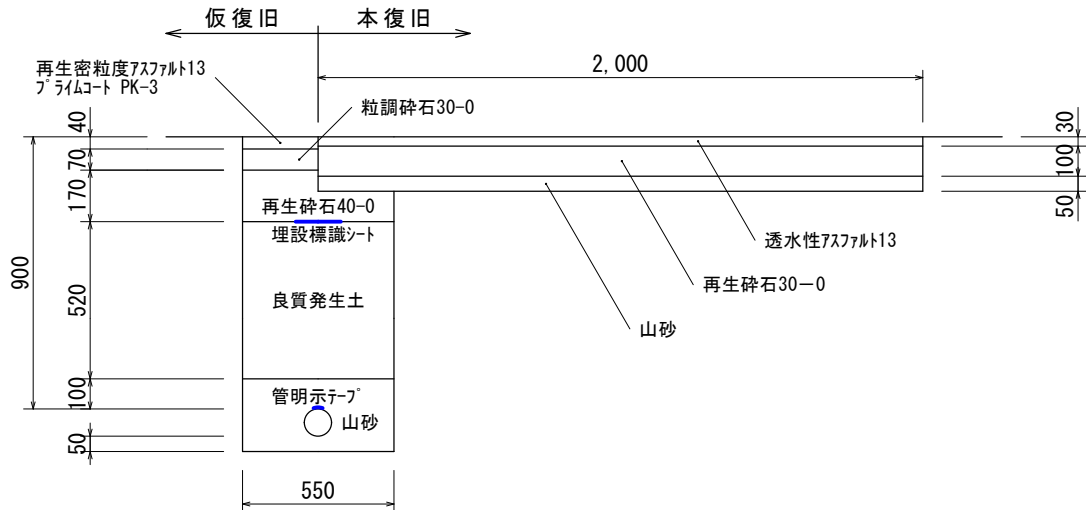 仮復旧
本復旧
再生密粒度アスファルト13
プライムコート PK-3
2,000
粒調砕石30-0
40
70
170
900
520
100
50
30
100
50
再生砕石40-0
埋設標識シート
透水性アスファルト13
再生砕石30-0
良質発生土
山砂
管明示テープ
山砂
550